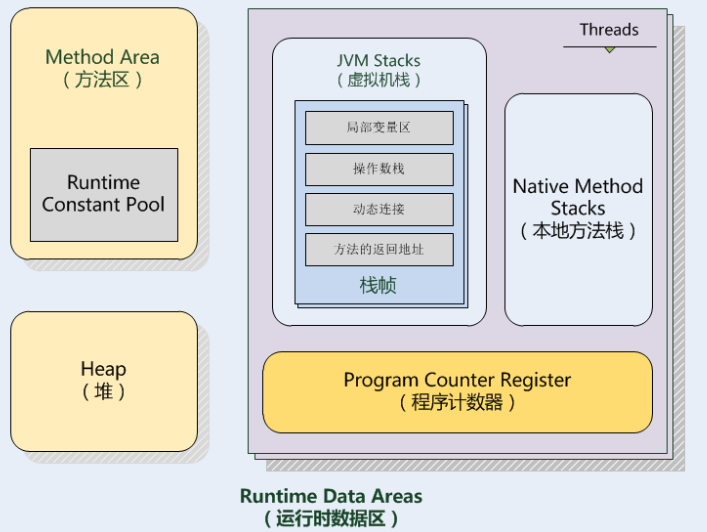 Method Area
（方法区）
Runtime
Constant Pool
Heap
（堆）
Threads
JVM Stacks
（虚拟机栈）
局部变量区
操作数栈
动态连接
方法的返回地址
栈帧
Native Method
Stacks
（本地方法栈）
Program Counter Register
（程序计数器）
Runtime Data Areas
（运行时数据区）